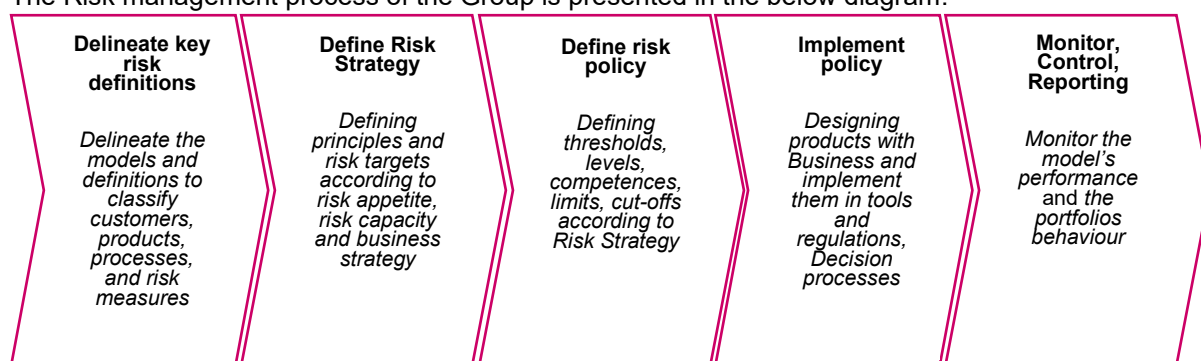 The Risk management process of the Group is presented in the below diagram:
Delineate key
risk
definitions
Delineate the
models and
definitions to
classify
customers,
products,
processes,
and risk
measures
Define Risk
Strategy
Defining
principles and
risk targets
according to
risk appetite,
risk capacity
and business
strategy
Define risk
policy
Defining
thresholds,
levels,
competences,
limits, cut-offs
according to
Risk Strategy
Implement
policy
Designing
products with
Business and
implement
them in tools
and
regulations,
Decision
processes
Monitor,
Control,
Reporting
Monitor the
model's
performance
and the
portfolios
behaviour